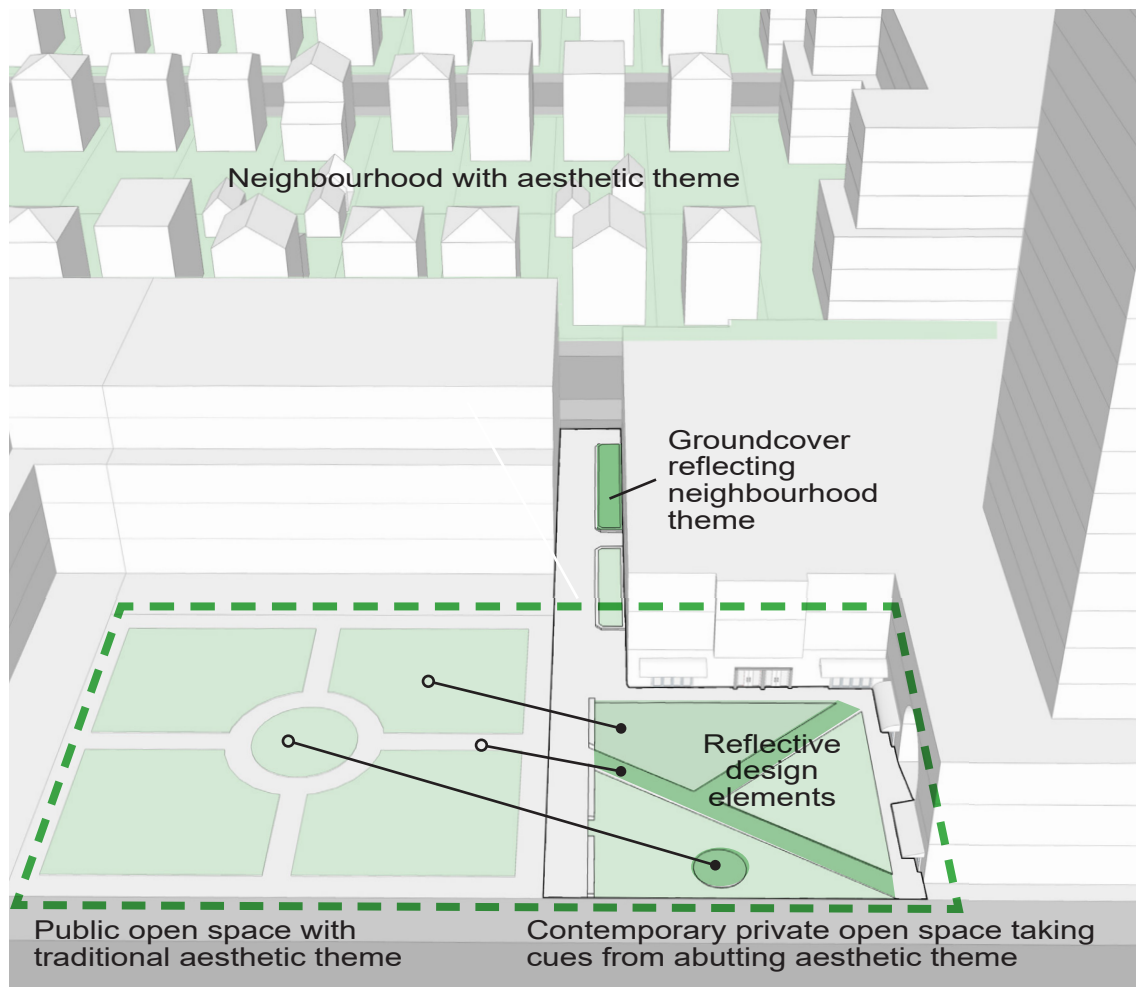 Neighbourhood with aesthetic theme
Groundcover
reflecting
neighbourhood
theme
Reflective
design
elements
Public open space with
traditional aesthetic theme
Contemporary private open space taking
cues from abutting aesthetic theme